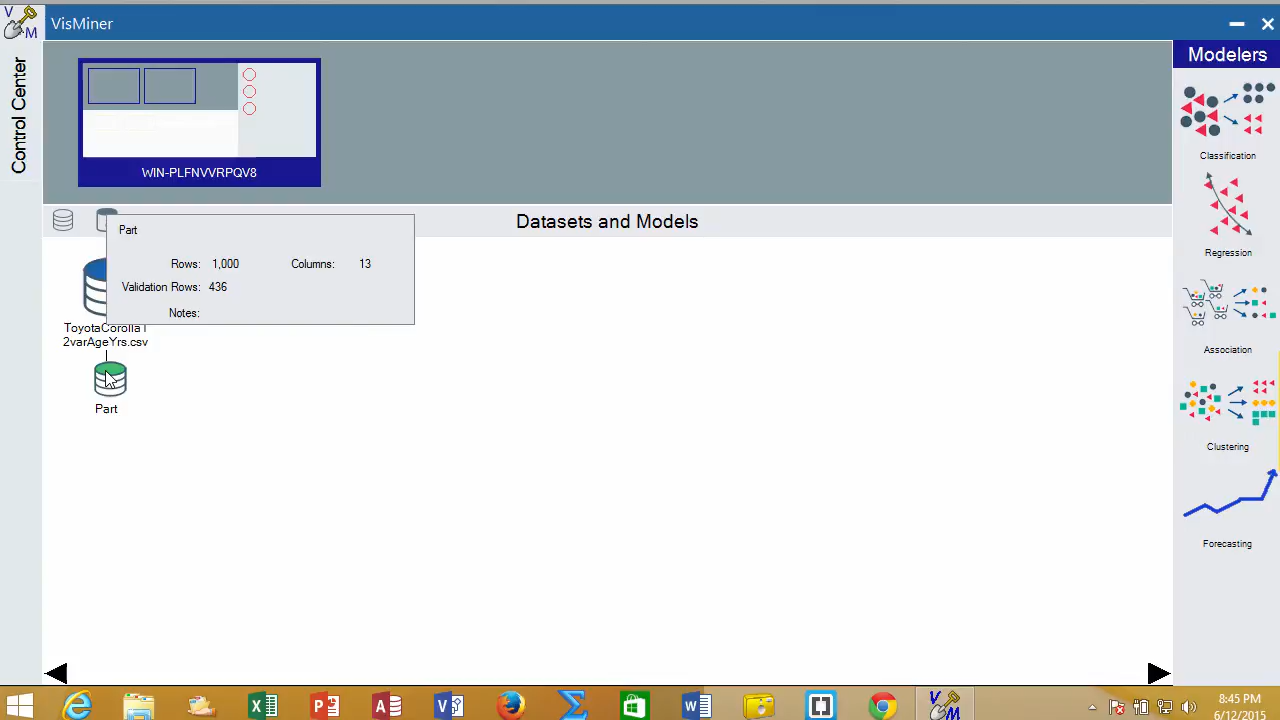 V
M
VisMiner
Control Center
Modelers
WIN-PLFNVVRPQV8
Classification
Datasets and Models
Part
Rows: 1,000 Columns: 13
Validation Rows: 436
Notes:
Regression
ToyotaCorolla1
2varAgeYrs.csv
Association
Part
Clustering
Forecasting
8:45 PM
6/12/2015